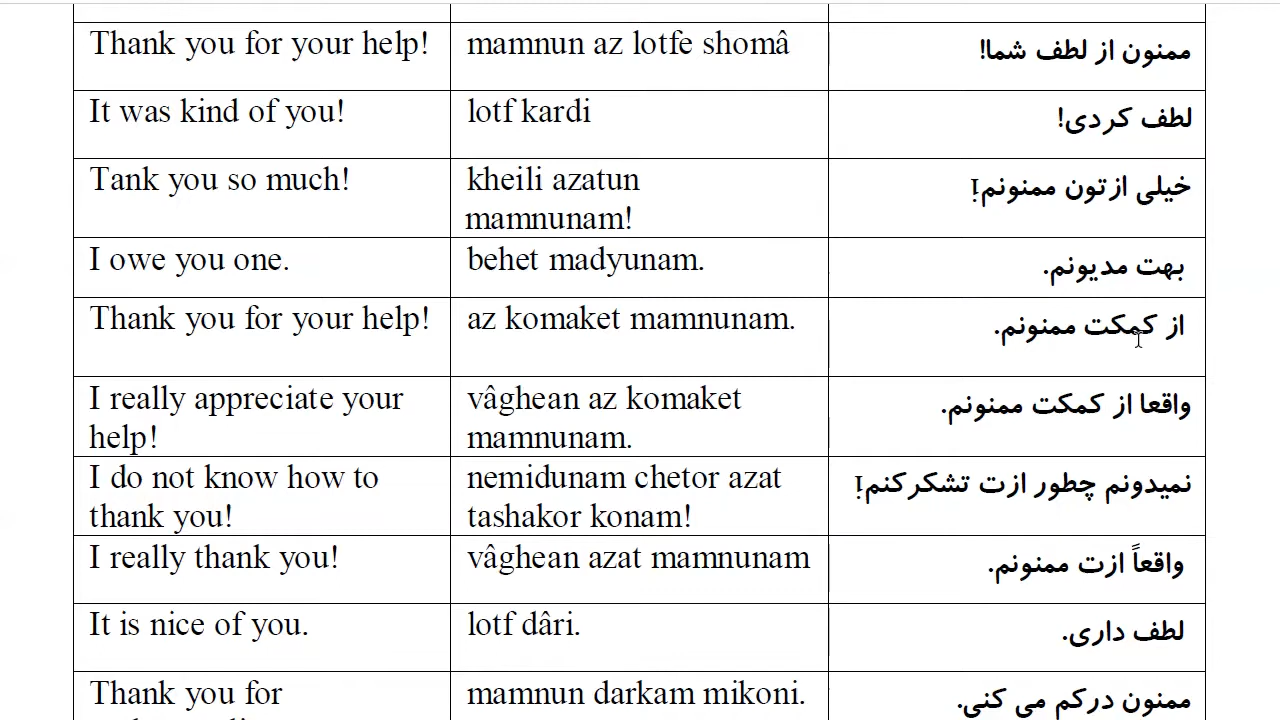 Thank you for your help!
mamnun az lotfe shomâ
ممنون از لطف شما!
It was kind of you!
lotf kardi
لطف کردی!
Tank you so much!
kheili azatun
mamnunam!
خیلی ازتون ممنونم!
I owe you one.
behet madyunam.
بهت مدیونم.
Thank you for your help!
az komaket mamnunam.
از کمکت ممنونم.
I really appreciate your
help!
vâghean az komaket
mamnunam.
واقعا از کمکت ممنونم.
I do not know how to
thank you!
nemidunam chetor azat
tashakor konam!
نمیدونم چطور ازت تشکرکنم!
I really thank you!
vâghean azat mamnunam
واقعاً ازت ممنونم.
It is nice of you.
lotf dâri.
لطف داری.
Thank you for
mamnun darkam mikoni.
ممنون درکم می کنی.